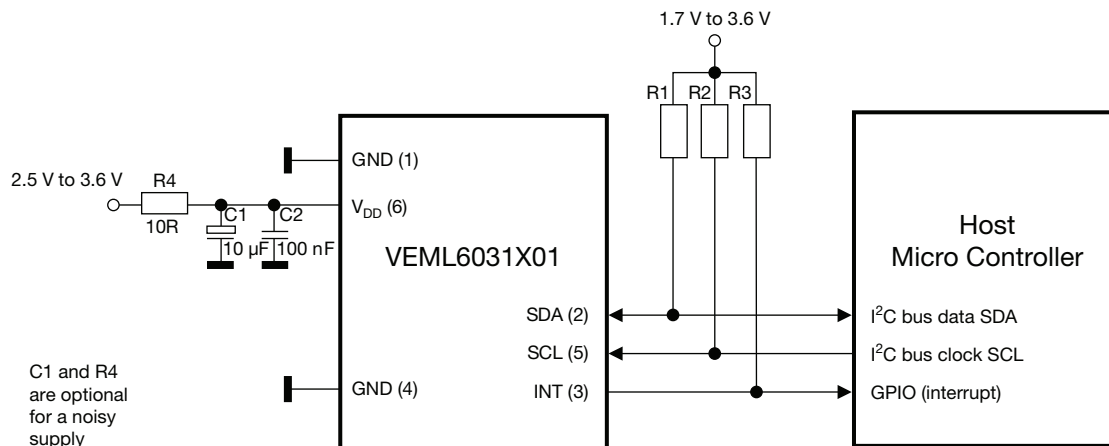 1.7 V to 3.6 V
R1 R2 R3
GND (1)
2.5 V to 3.6 V
R4
10R
C1
10 µF
C2
100 nF
V_DD (6)
VEML6031X01
Host
Micro Controller
SDA (2)
I²C bus data SDA
SCL (5)
I²C bus clock SCL
GND (4)
INT (3)
GPIO (interrupt)
C1 and R4
are optional
for a noisy
supply